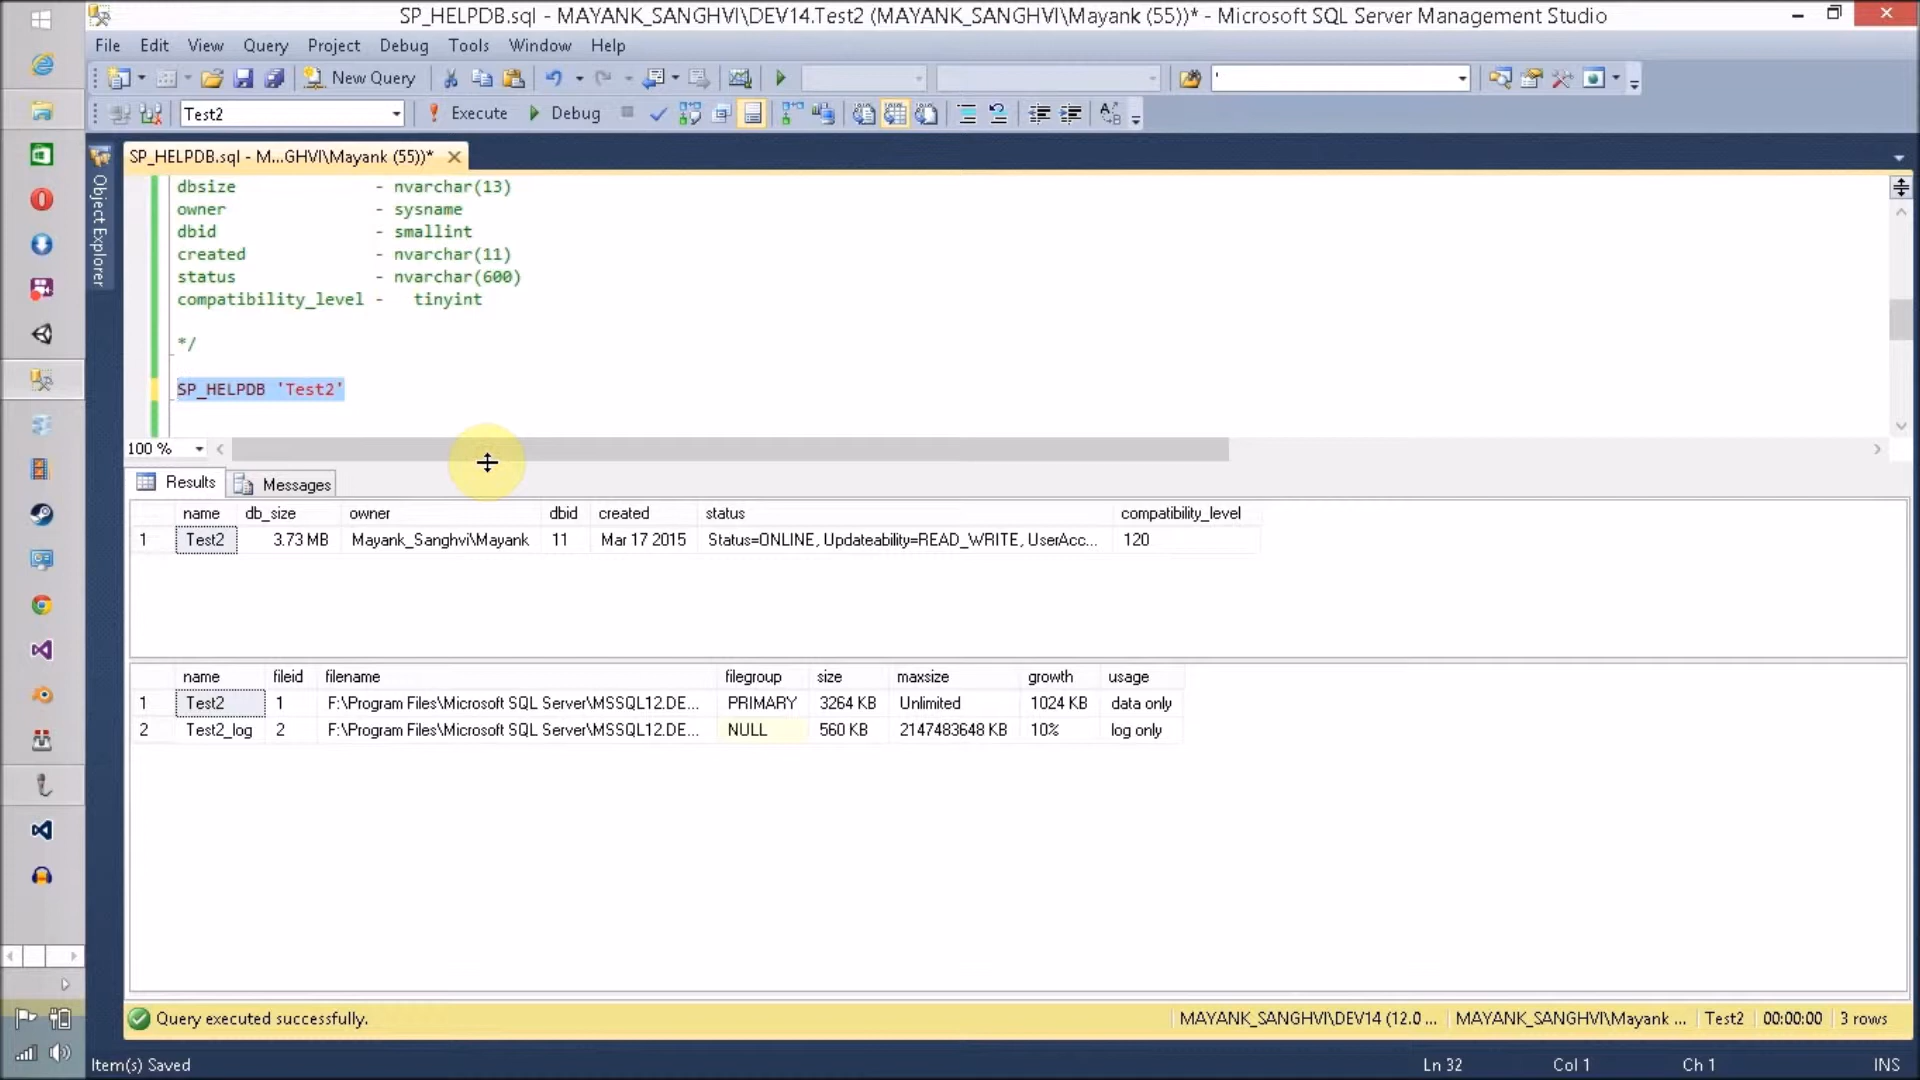 SP_HELPDB.sql - MAYANK_SANGHVI\DEV14.Test2 (MAYANK_SANGHVI\Mayank (55))* - Microsoft SQL Server Management Studio
File Edit View Query Project Debug Tools Window Help
New Query '
Test2 Execute Debug
SP_HELPDB.sql - M...GHVI\Mayank (55))*
Object Explorer
dbsize - nvarchar(13)
owner - sysname
dbid - smallint
created - nvarchar(11)
status - nvarchar(600)
compatibility_level - tinyint
*/
SP_HELPDB 'Test2'
100 %
Results Messages
name db_size owner dbid created status compatibility_level
1 Test2 3.73 MB Mayank_Sanghvi\Mayank 11 Mar 17 2015 Status=ONLINE, Updateability=READ_WRITE, UserAcc... 120
name fileid filename filegroup size maxsize growth usage
1 Test2 1 F:\Program Files\Microsoft SQL Server\MSSQL12.DE... PRIMARY 3264 KB Unlimited 1024 KB data only
2 Test2_log 2 F:\Program Files\Microsoft SQL Server\MSSQL12.DE... NULL 560 KB 2147483648 KB 10% log only
Query executed successfully. MAYANK_SANGHVI\DEV14 (12.0 ... MAYANK_SANGHVI\Mayank ... Test2 00:00:00 3 rows
Item(s) Saved Ln 32 Col 1 Ch 1 INS